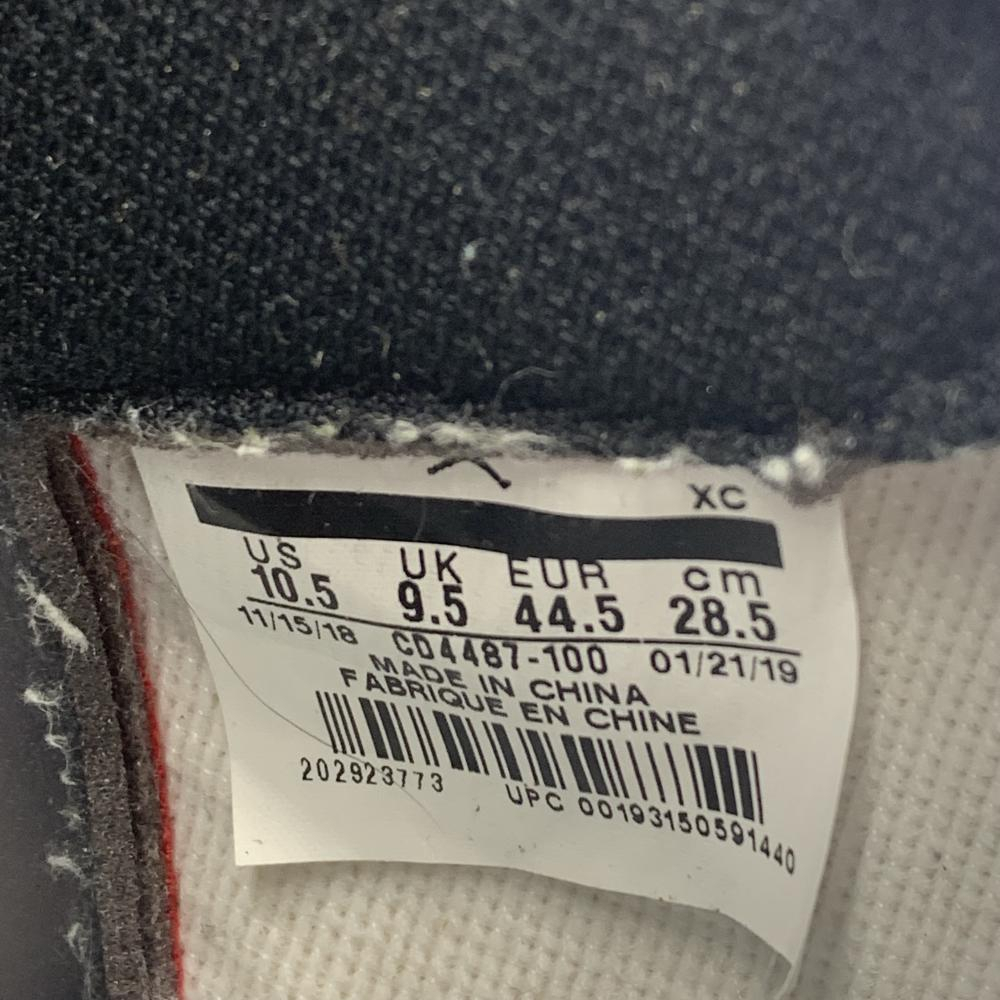 XC
US UK EUR cm
10.5 9.5 44.5 28.5
11/15/18 CD4487-100 01/21/19
MADE IN CHINA
FABRIQUE EN CHINE
202923773 UPC 00193150591440